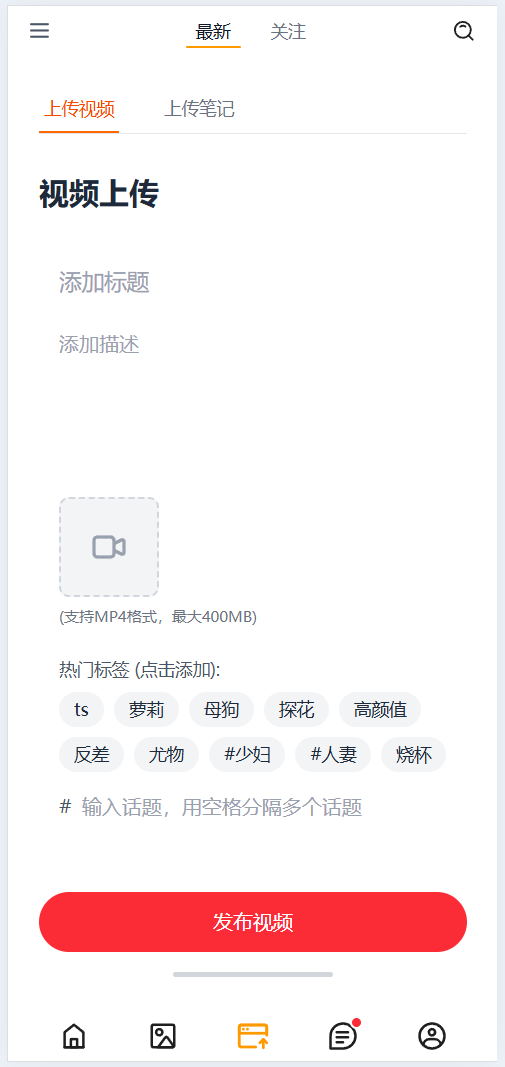 最新 关注
上传视频 上传笔记
视频上传
添加标题
添加描述
(支持MP4格式，最大400MB)
热门标签 (点击添加):
ts 萝莉 母狗 探花 高颜值
反差 尤物 #少妇 #人妻 烧杯
# 输入话题，用空格分隔多个话题
发布视频